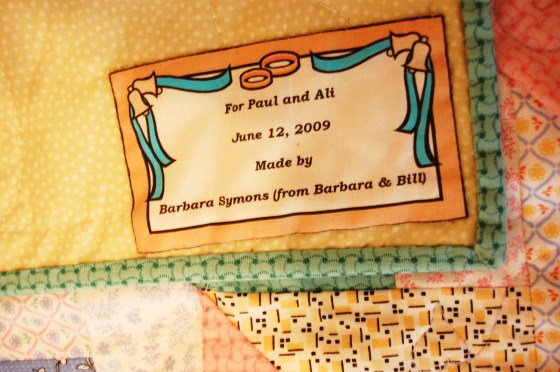 For Paul and Ali
June 12, 2009
Made by
Barbara Symons (from Barbara & Bill)